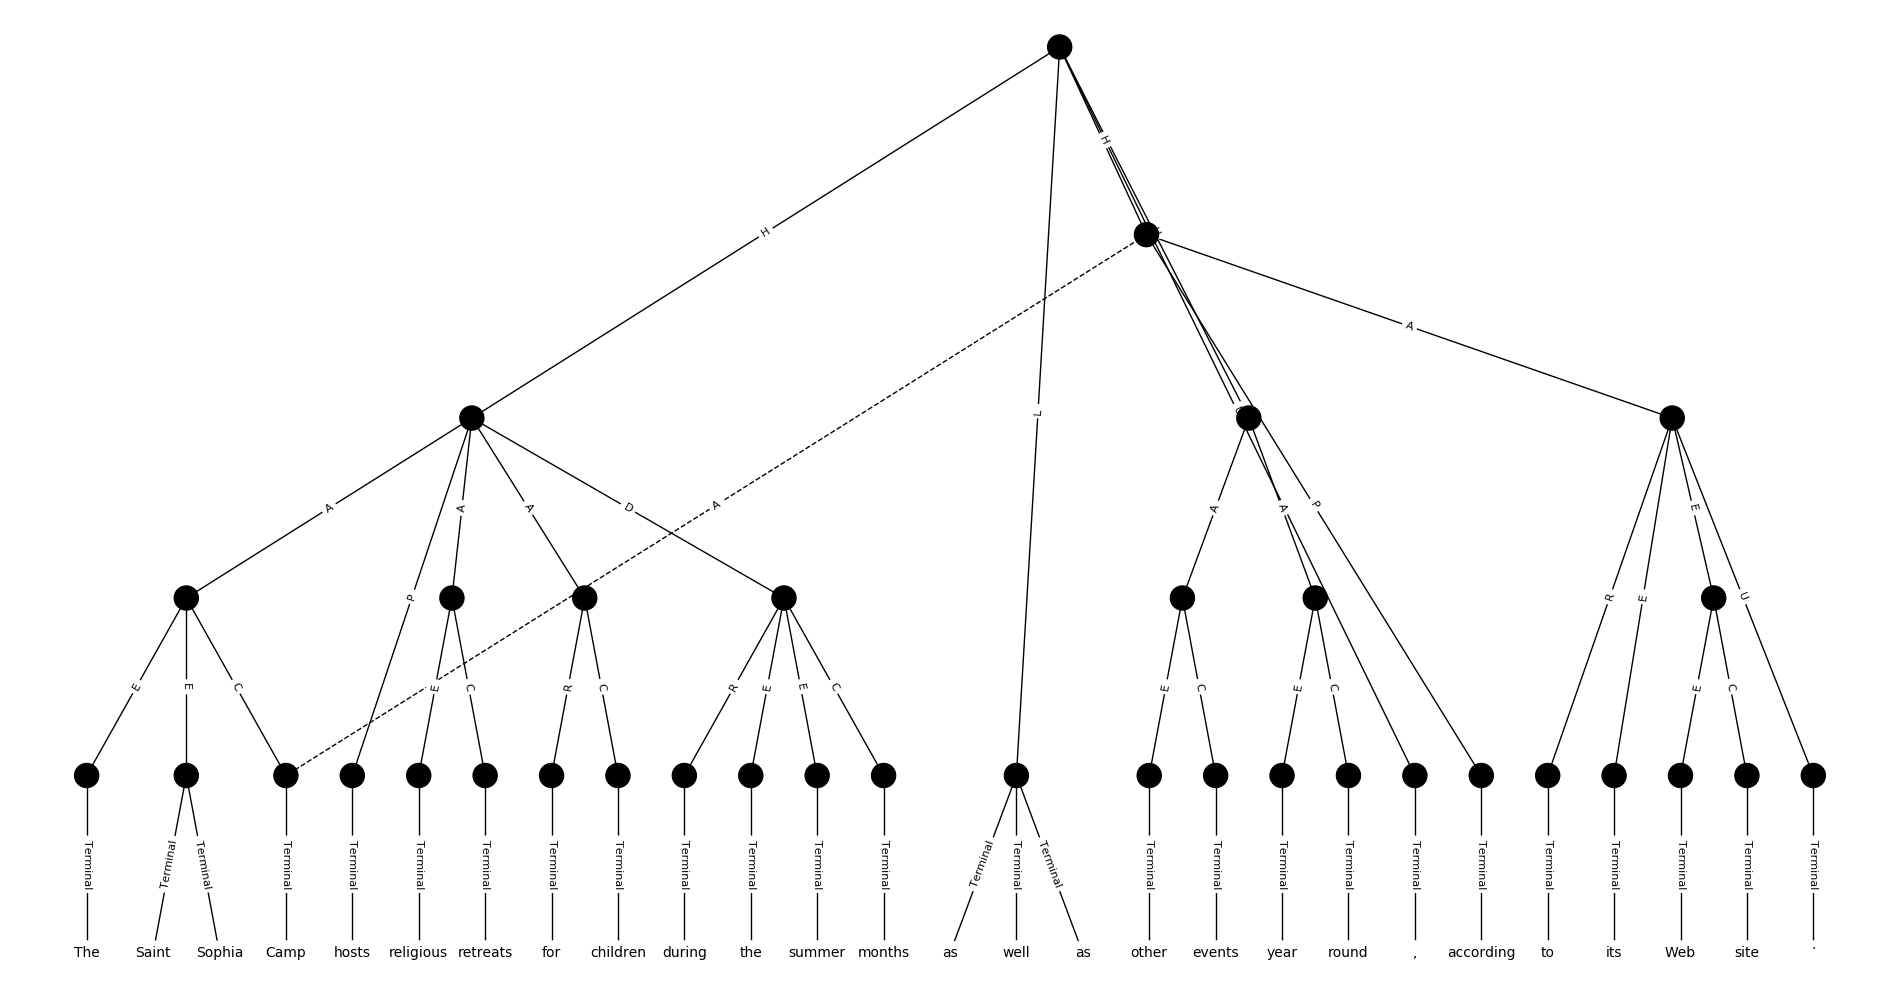 H
H
U
A
L
U
A
A
A
D
A
A
A
P
P
R
E
E
U
E
E
C
E
C
R
C
R
E
E
C
E
C
E
C
E
C
Terminal Terminal Terminal Terminal Terminal Terminal Terminal Terminal Terminal Terminal Terminal Terminal Terminal Terminal Terminal Terminal Terminal Terminal Terminal Terminal Terminal Terminal Terminal Terminal Terminal Terminal Terminal
The Saint Sophia Camp hosts religious retreats for children during the summer months as well as other events year round , according to its Web site .